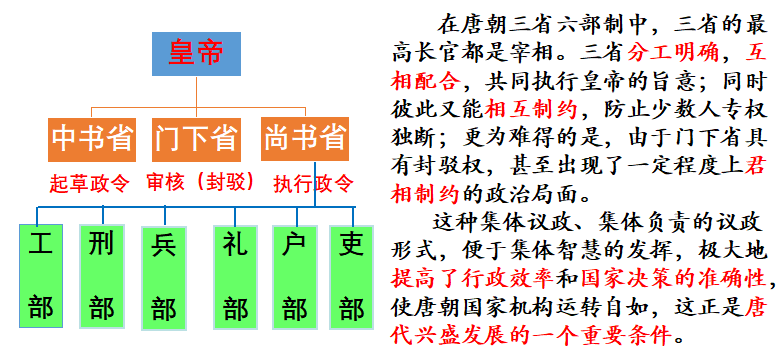 皇帝
中书省 门下省 尚书省
起草政令 审核（封驳） 执行政令
工部 刑部 兵部 礼部 户部 吏部
在唐朝三省六部制中，三省的最
高长官都是宰相。三省分工明确，互
相配合，共同执行皇帝的旨意；同时
彼此又能相互制约，防止少数人专权
独断；更为难得的是，由于门下省具
有封驳权，甚至出现了一定程度上君
相制约的政治局面。
这种集体议政、集体负责的议政
形式，便于集体智慧的发挥，极大地
提高了行政效率和国家决策的准确性，
使唐朝国家机构运转自如，这正是唐
代兴盛发展的一个重要条件。